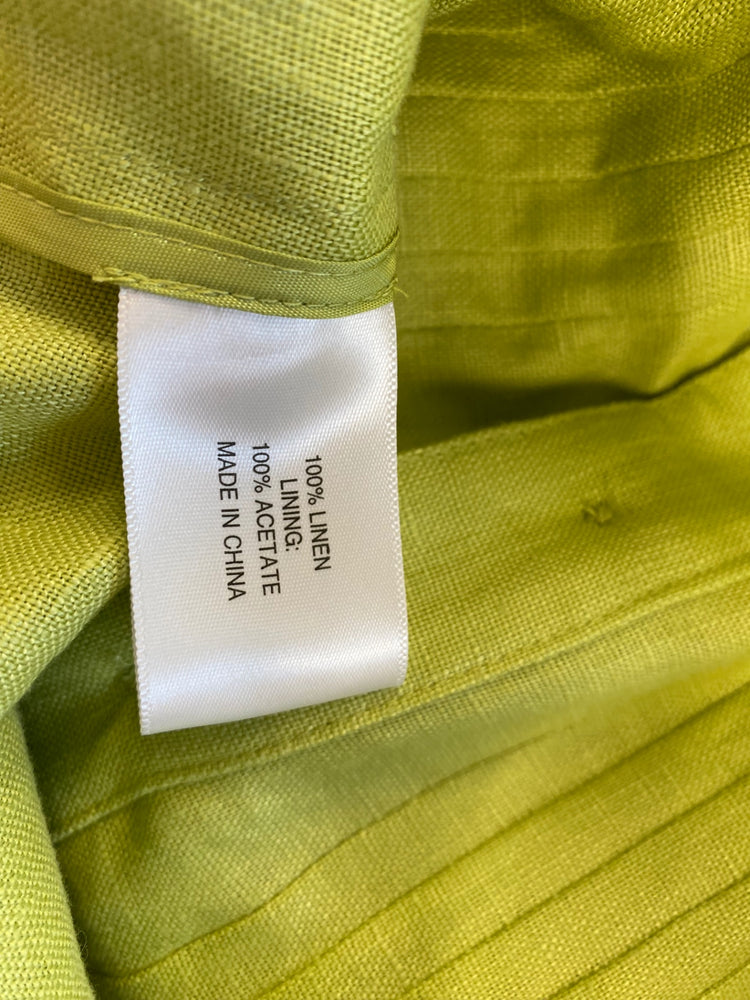 100% LINEN
LINING:
100% ACETATE
MADE IN CHINA